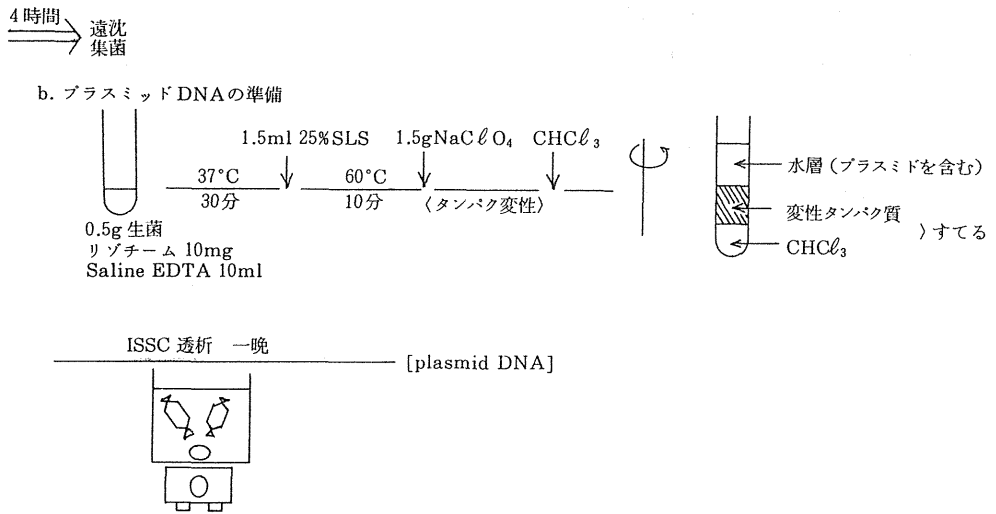 4時間
遠沈
集菌
b. プラスミッドDNAの準備
1.5ml 25%SLS 1.5gNaCℓO₄ CHCℓ₃
37°C 60°C
30分 10分 〈タンパク変性〉
0.5g 生菌
リゾチーム 10mg
Saline EDTA 10ml
水層(プラスミドを含む)
変性タンパク質
〉すてる
CHCℓ₃
ISSC 透析 一晩
[plasmid DNA]